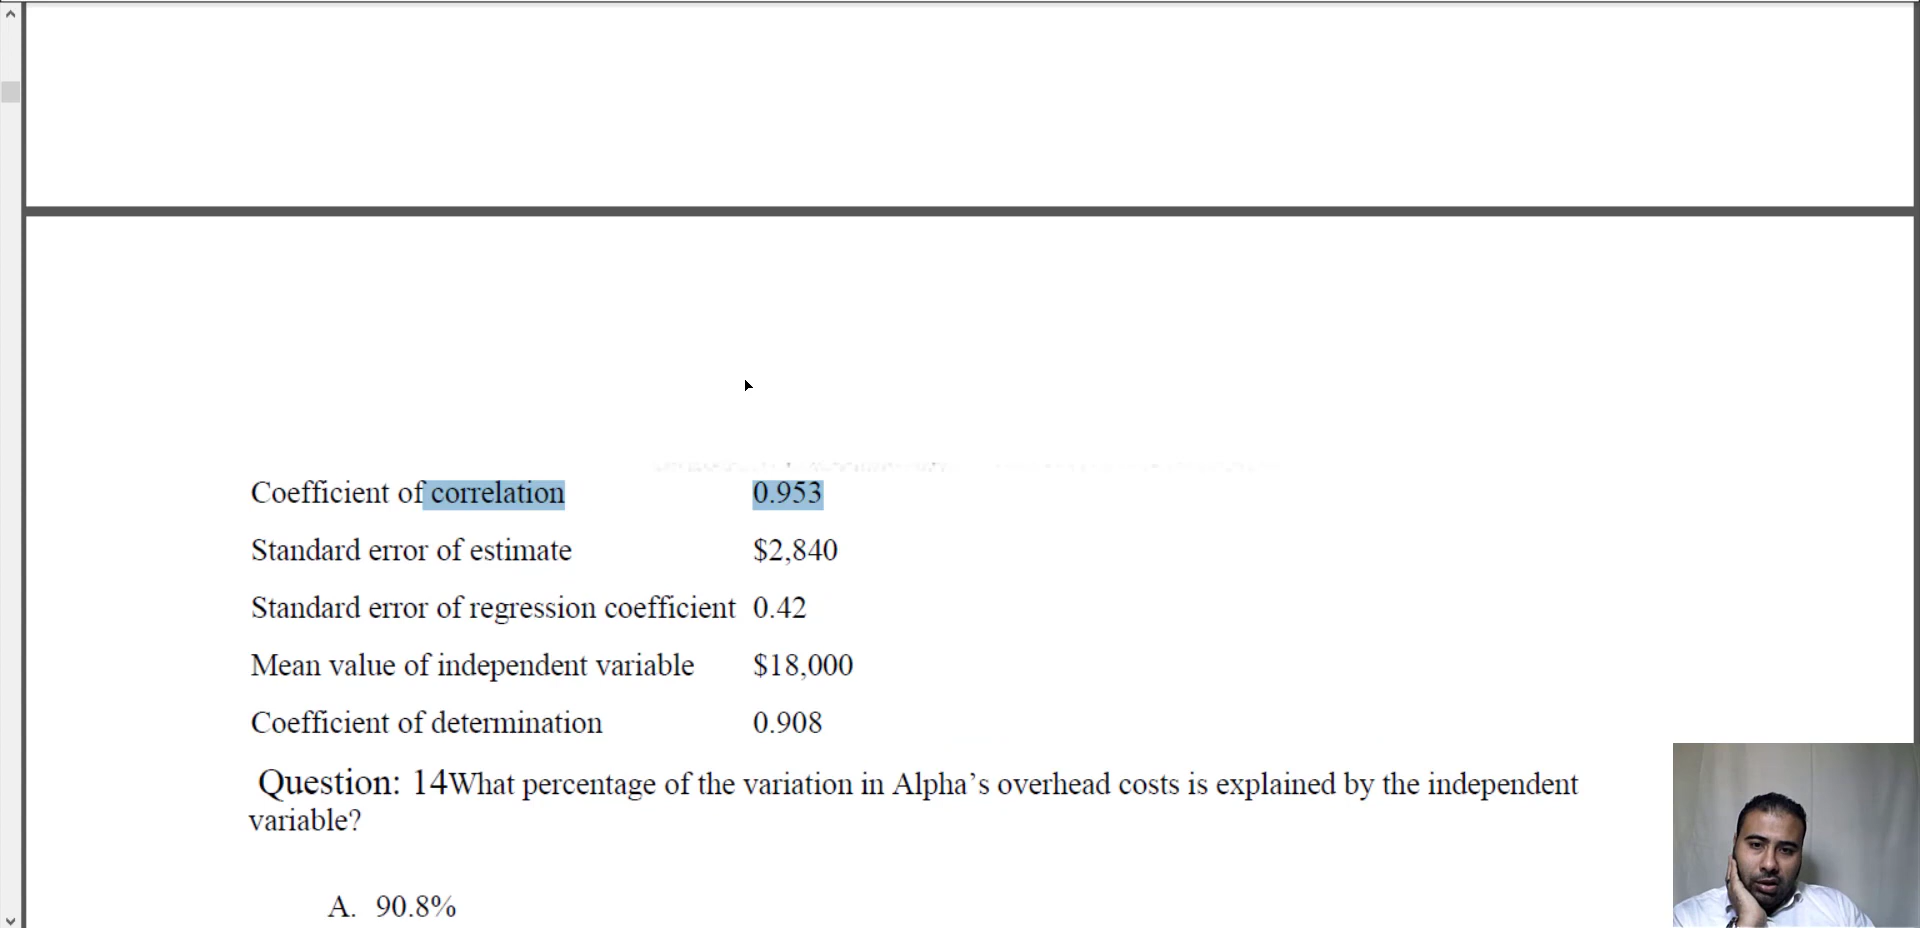 Coefficient of correlation 0.953
Standard error of estimate $2,840
Standard error of regression coefficient 0.42
Mean value of independent variable $18,000
Coefficient of determination 0.908
Question: 14What percentage of the variation in Alpha’s overhead costs is explained by the independent
variable?
A. 90.8%